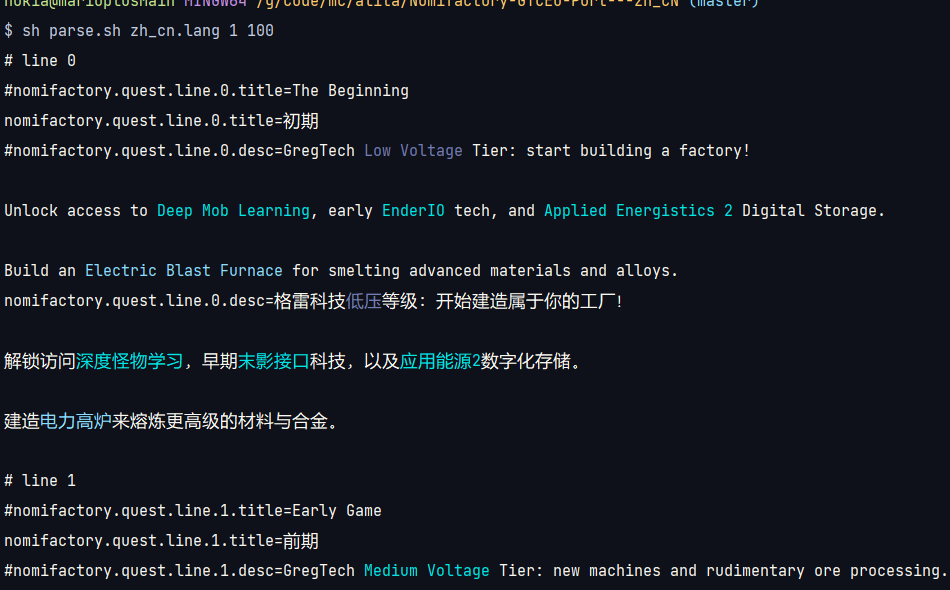 nokia@marioplusMain MINGW64 /g/code/mc/atila/Nomifactory-GTCEu-Port---zh_CN (master)
$ sh parse.sh zh_cn.lang 1 100
# line 0
#nomifactory.quest.line.0.title=The Beginning
nomifactory.quest.line.0.title=初期
#nomifactory.quest.line.0.desc=GregTech Low Voltage Tier: start building a factory!
Unlock access to Deep Mob Learning, early EnderIO tech, and Applied Energistics 2 Digital Storage.
Build an Electric Blast Furnace for smelting advanced materials and alloys.
nomifactory.quest.line.0.desc=格雷科技低压等级：开始建造属于你的工厂!
解锁访问深度怪物学习，早期末影接口科技，以及应用能源2数字化存储。
建造电力高炉来熔炼更高级的材料与合金。
# line 1
#nomifactory.quest.line.1.title=Early Game
nomifactory.quest.line.1.title=前期
#nomifactory.quest.line.1.desc=GregTech Medium Voltage Tier: new machines and rudimentary ore processing.